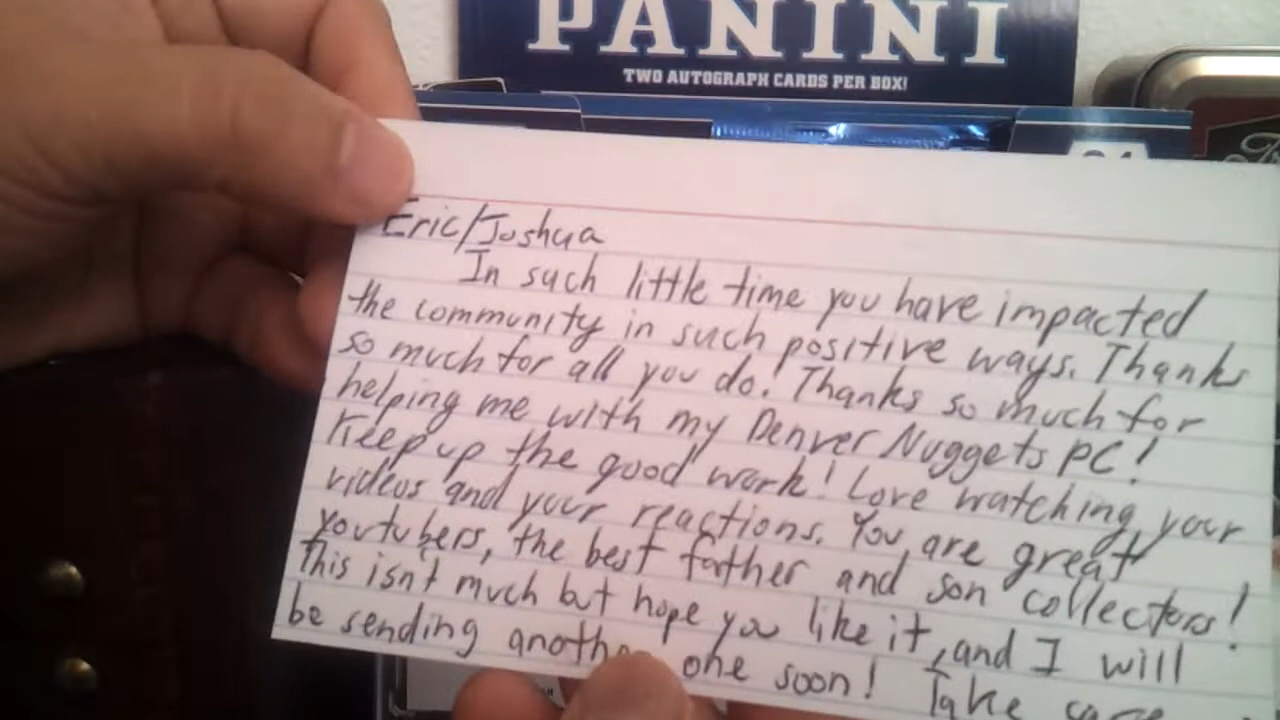 PANINI
TWO AUTOGRAPH CARDS PER BOX!
Eric/Joshua
In such little time you have impacted
the community in such positive ways. Thanks
so much for all you do! Thanks so much for
helping me with my Denver Nuggets PC!
Keep up the good work! Love watching your
videos and your reactions. You are great
youtubers, the best father and son collectors!
This isn't much but hope you like it, and I will
be sending another one soon! Take care